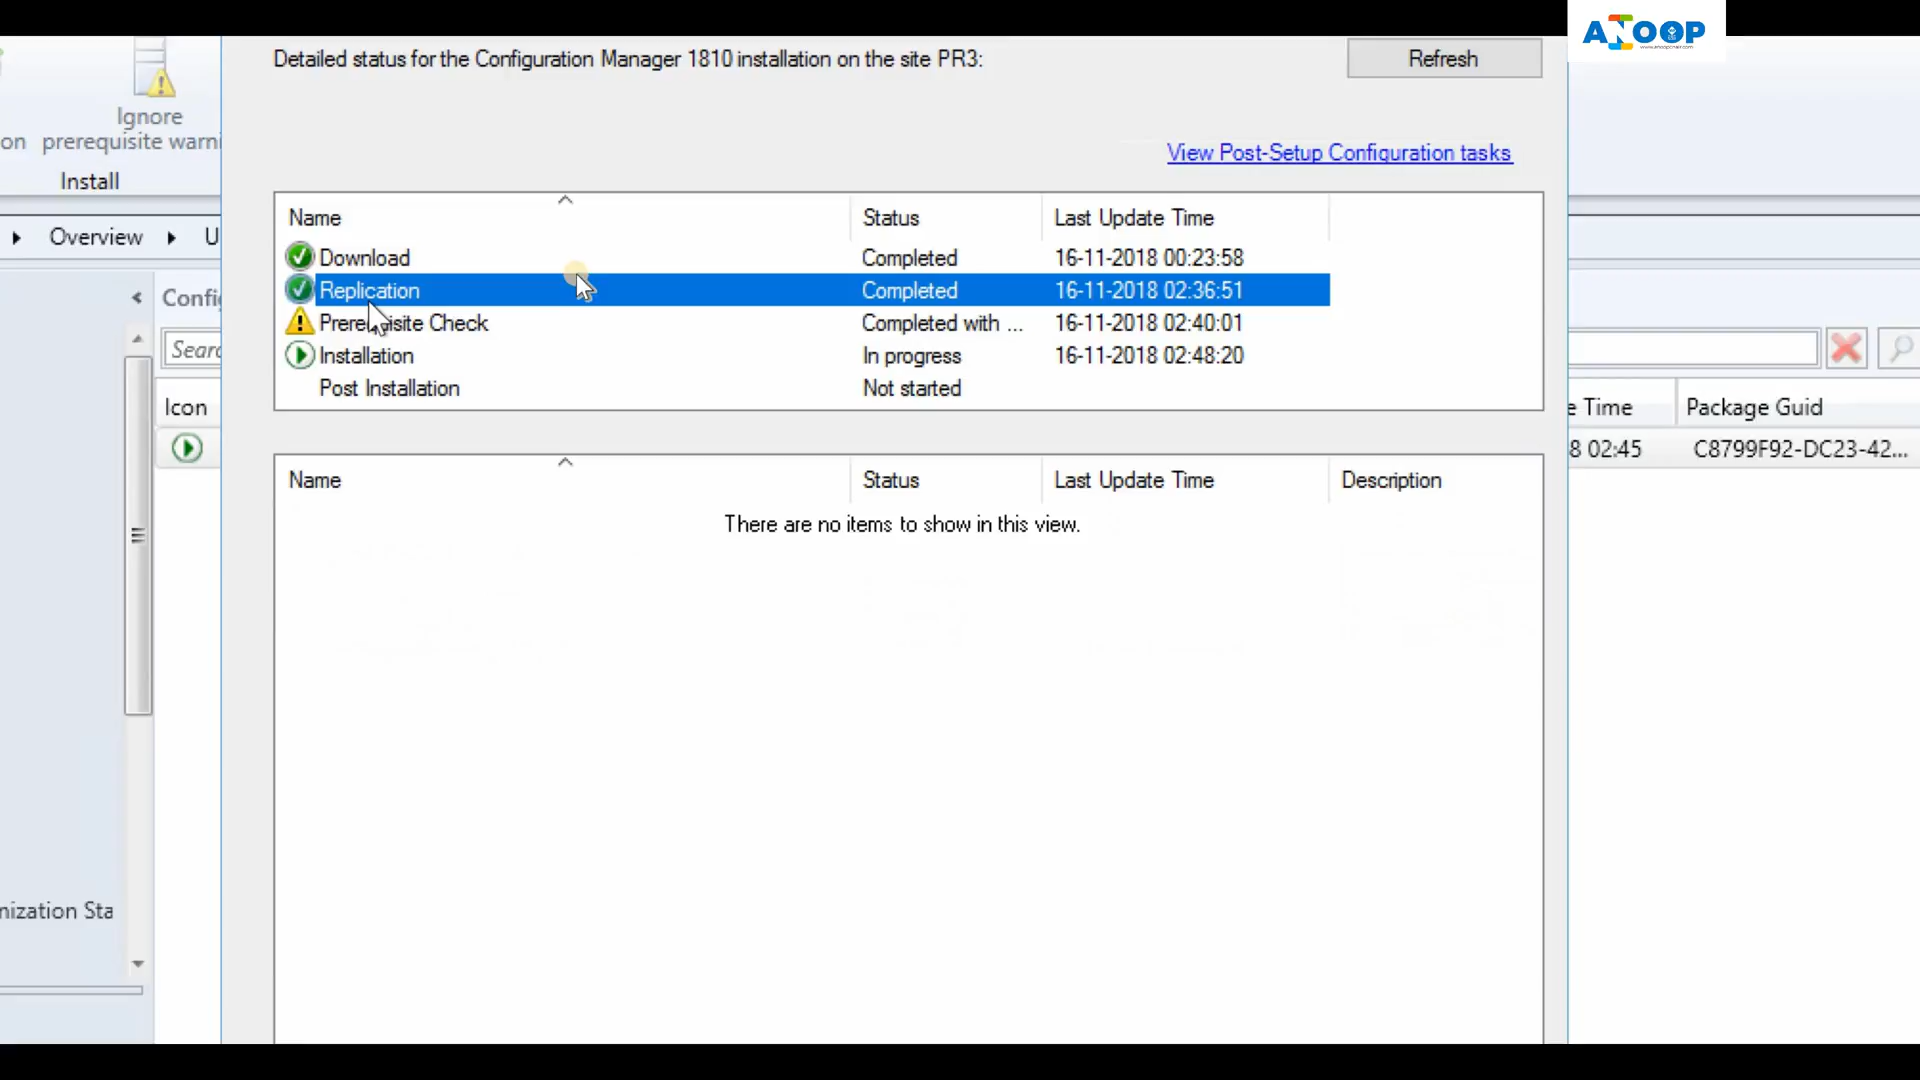 ANOOP
Detailed status for the Configuration Manager 1810 installation on the site PR3:
Refresh
Ignore
on prerequisite warni
Install
View Post-Setup Configuration tasks
Name Status Last Update Time
Overview U
Download Completed 16-11-2018 00:23:58
Replication Completed 16-11-2018 02:36:51
Prerequisite Check Completed with ... 16-11-2018 02:40:01
Installation In progress 16-11-2018 02:48:20
Post Installation Not started
Config
Searc
Icon
e Time Package Guid
8 02:45 C8799F92-DC23-42...
Name Status Last Update Time Description
There are no items to show in this view.
nization Sta